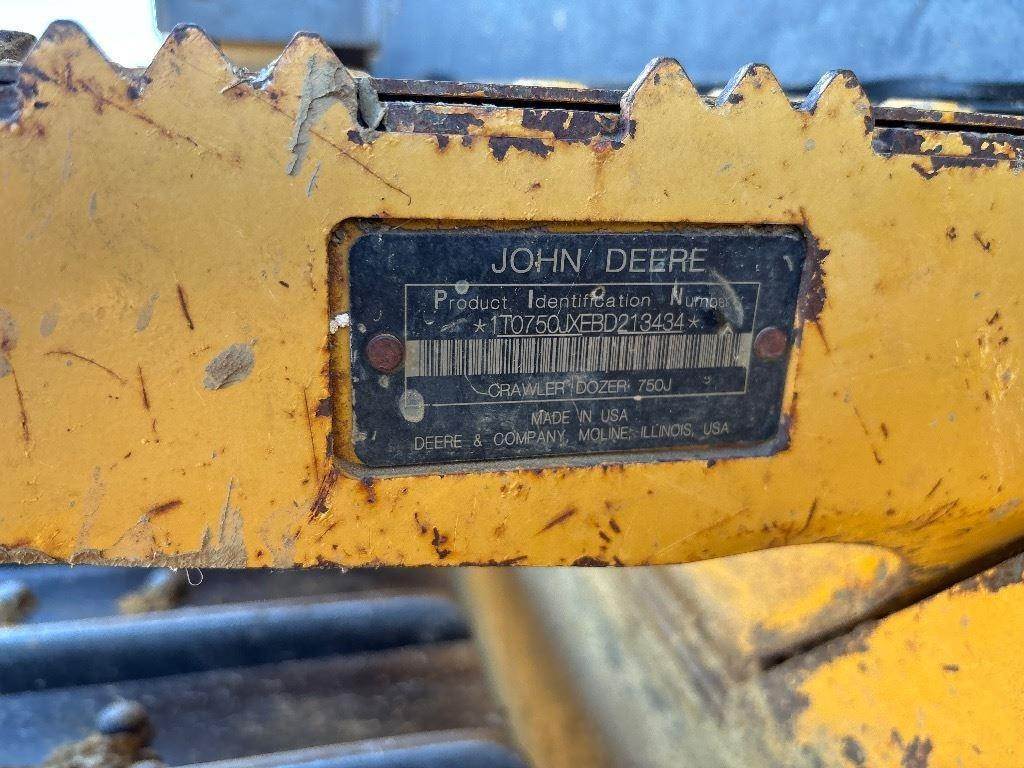 JOHN DEERE
Product Identification Number
*1T0750JXEBD213434*
CRAWLER DOZER 750J
MADE IN USA
DEERE & COMPANY, MOLINE, ILLINOIS, USA